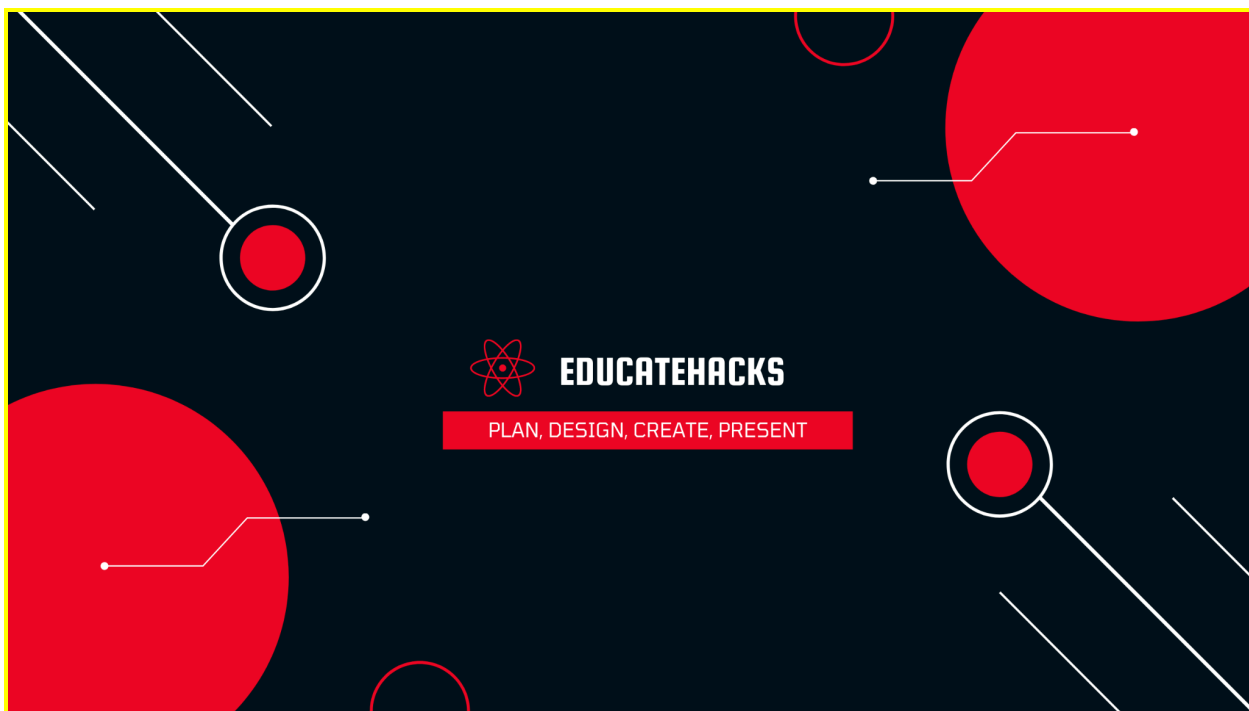 EDUCATEHACKS
PLAN, DESIGN, CREATE, PRESENT